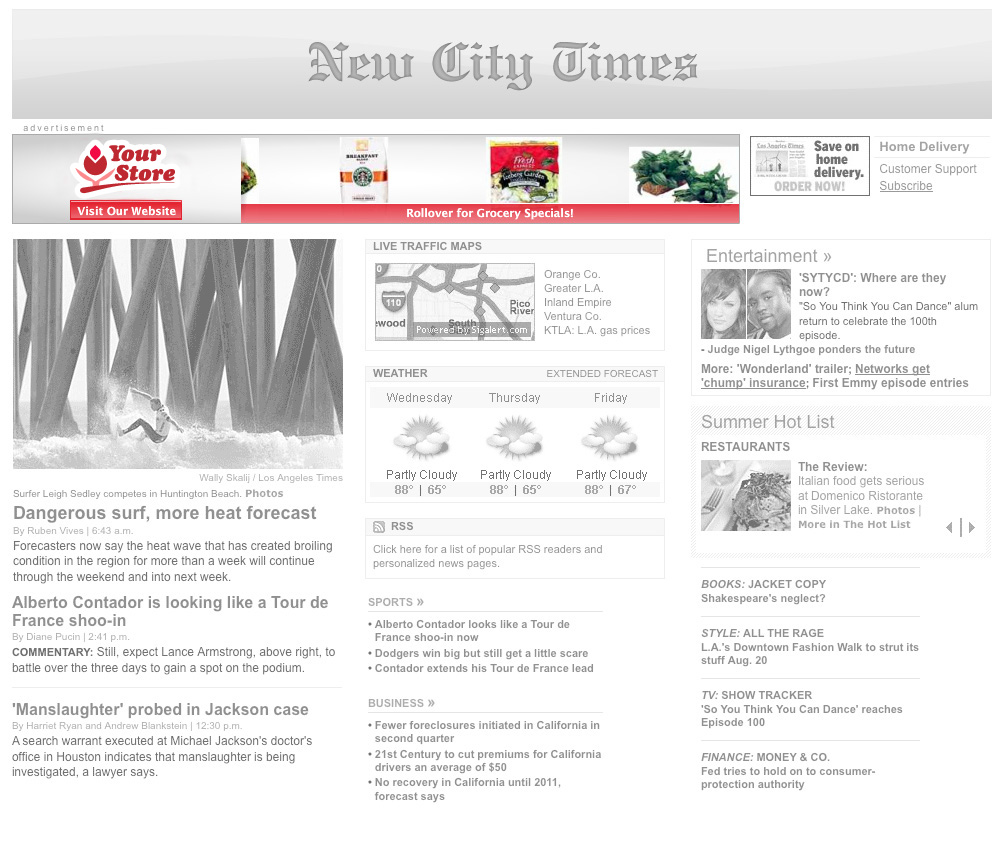 New City Times
advertisement
Your
Store
Visit Our Website
BREAKFAST
Fresh
EXPRESS
Iceberg Garden
Rollover for Grocery Specials!
Los Angeles Times
Save on
home
delivery.
ORDER NOW!
Home Delivery
Customer Support
Subscribe
Wally Skalij / Los Angeles Times
Surfer Leigh Sedley competes in Huntington Beach. Photos
Dangerous surf, more heat forecast
By Ruben Vives | 6:43 a.m.
Forecasters now say the heat wave that has created broiling
condition in the region for more than a week will continue
through the weekend and into next week.
Alberto Contador is looking like a Tour de
France shoo-in
By Diane Pucin | 2:41 p.m.
COMMENTARY: Still, expect Lance Armstrong, above right, to
battle over the three days to gain a spot on the podium.
'Manslaughter' probed in Jackson case
By Harriet Ryan and Andrew Blankstein | 12:30 p.m.
A search warrant executed at Michael Jackson's doctor's
office in Houston indicates that manslaughter is being
investigated, a lawyer says.
LIVE TRAFFIC MAPS
110
Pico
River
ewood
South
Powered by Sigalert.com
Orange Co.
Greater L.A.
Inland Empire
Ventura Co.
KTLA: L.A. gas prices
WEATHER EXTENDED FORECAST
Wednesday Thursday Friday
Partly Cloudy Partly Cloudy Partly Cloudy
88° | 65° 88° | 65° 88° | 67°
RSS
Click here for a list of popular RSS readers and
personalized news pages.
SPORTS »
• Alberto Contador looks like a Tour de
France shoo-in now
• Dodgers win big but still get a little scare
• Contador extends his Tour de France lead
BUSINESS »
• Fewer foreclosures initiated in California in
second quarter
• 21st Century to cut premiums for California
drivers an average of $50
• No recovery in California until 2011,
forecast says
Entertainment »
'SYTYCD': Where are they
now?
"So You Think You Can Dance" alum
return to celebrate the 100th
episode.
- Judge Nigel Lythgoe ponders the future
More: 'Wonderland' trailer; Networks get
'chump' insurance; First Emmy episode entries
Summer Hot List
RESTAURANTS
The Review:
Italian food gets serious
at Domenico Ristorante
in Silver Lake. Photos |
More in The Hot List
BOOKS: JACKET COPY
Shakespeare's neglect?
STYLE: ALL THE RAGE
L.A.'s Downtown Fashion Walk to strut its
stuff Aug. 20
TV: SHOW TRACKER
'So You Think You Can Dance' reaches
Episode 100
FINANCE: MONEY & CO.
Fed tries to hold on to consumer-
protection authority